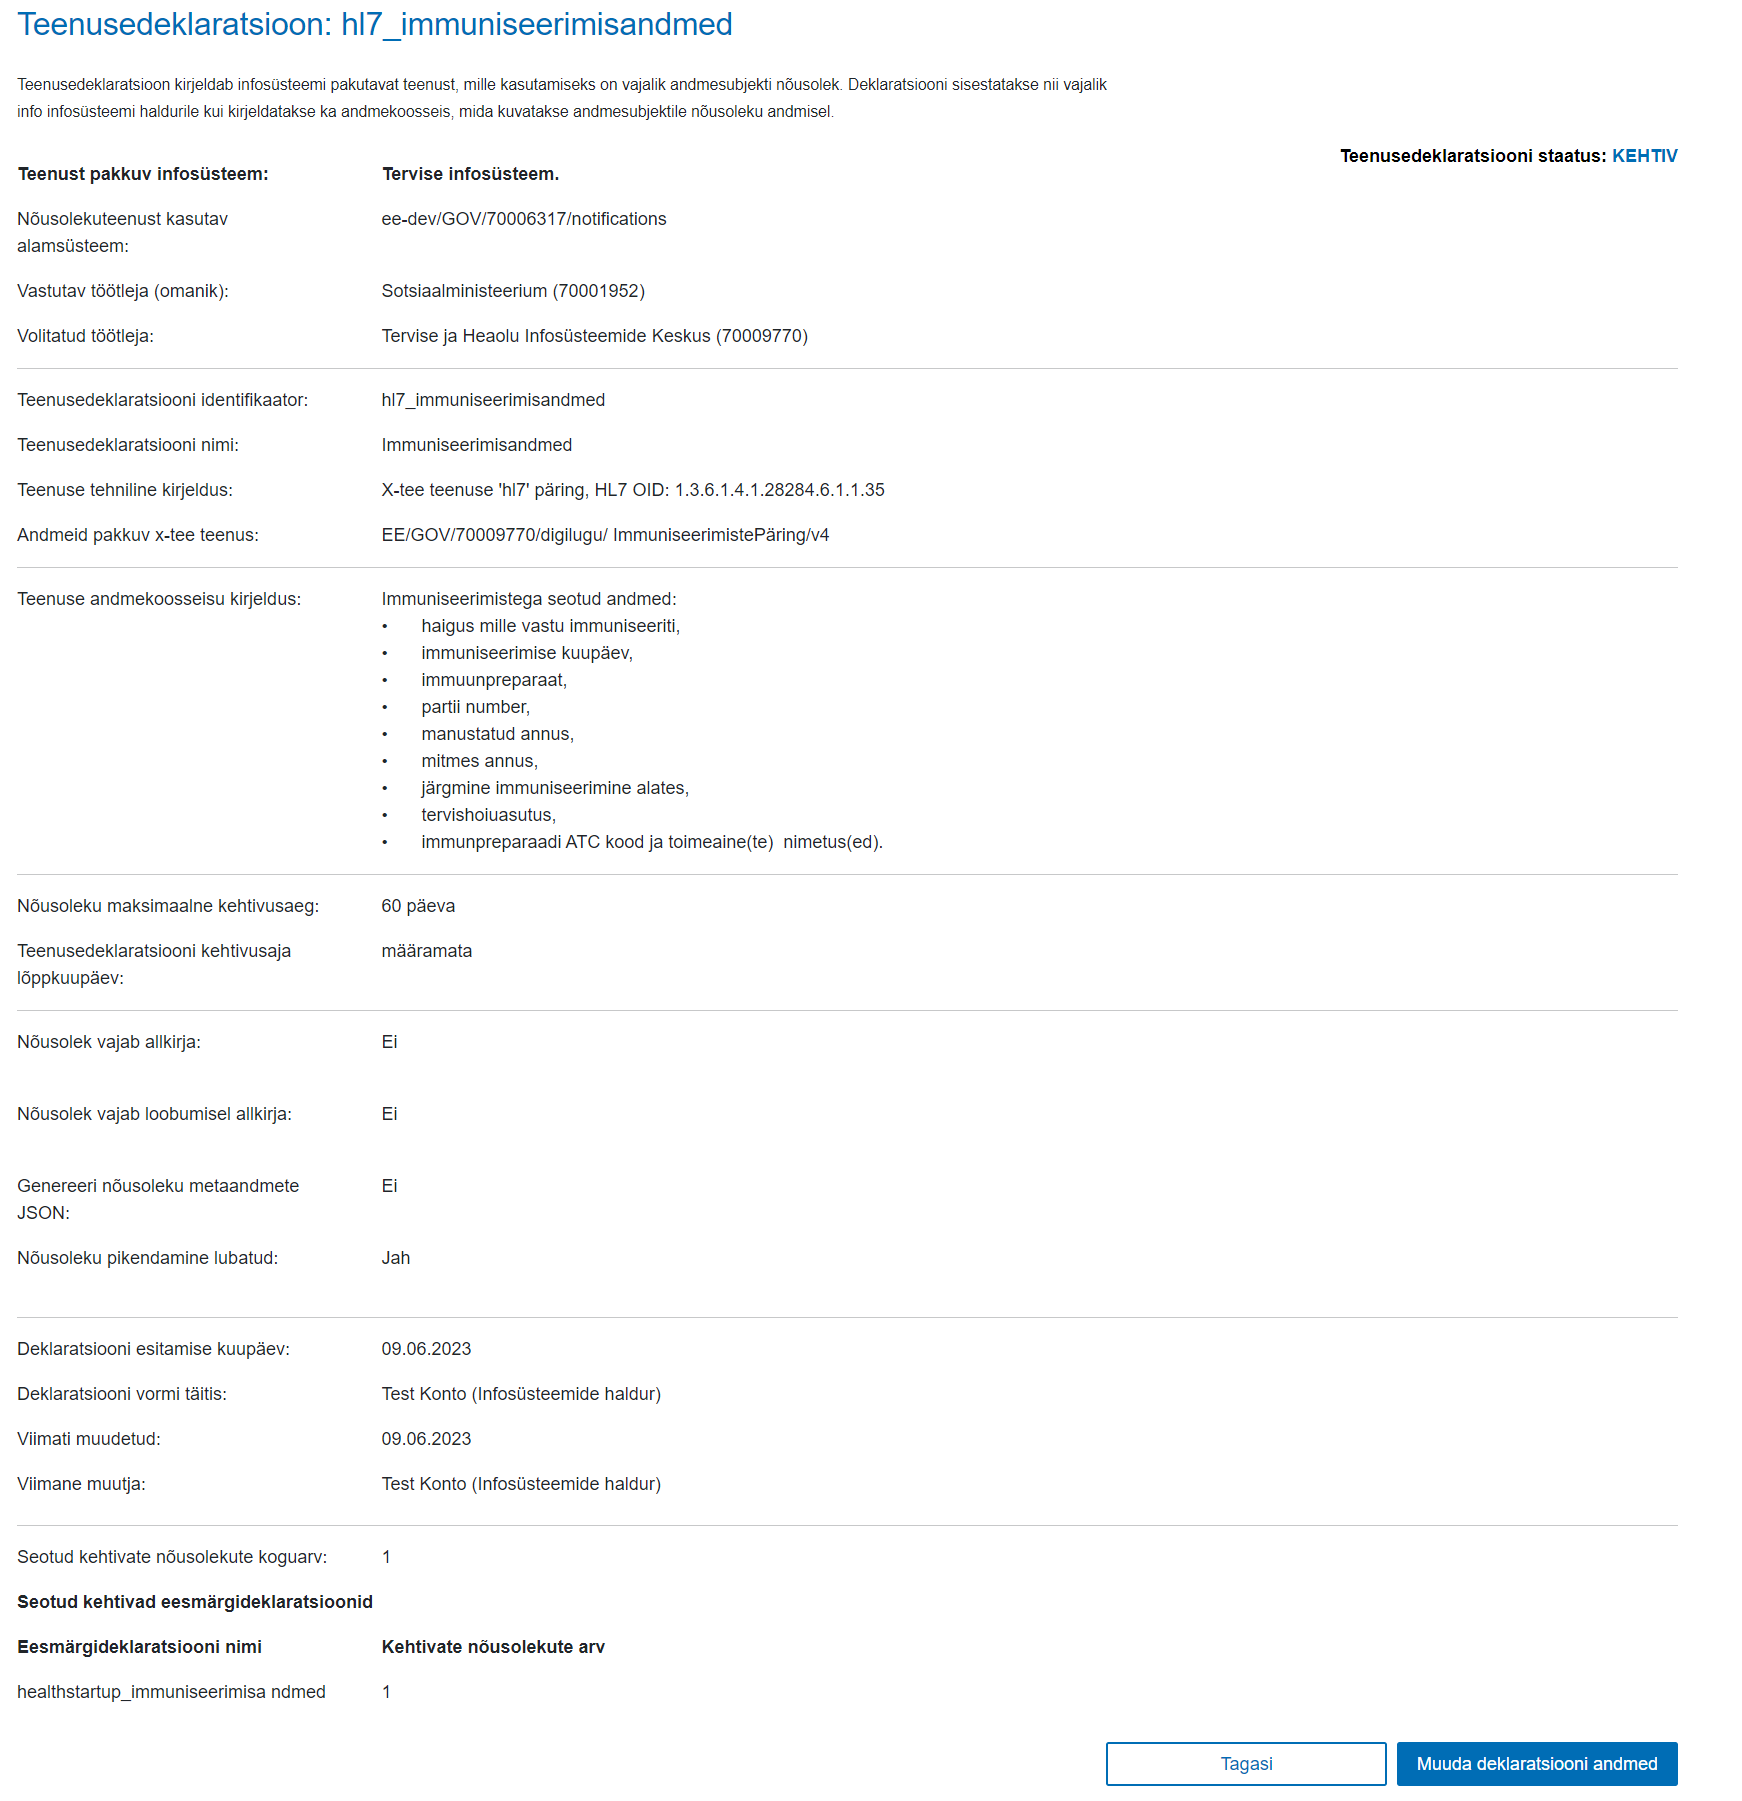 Teenusedeklaratsioon: hl7_immuniseerimisandmed
Teenusedeklaratsioon kirjeldab infosüsteemi pakutavat teenust, mille kasutamiseks on vajalik andmesubjekti nõusolek. Deklaratsiooni sisestatakse nii vajalik
info infosüsteemi haldurile kui kirjeldatakse ka andmekoosseis, mida kuvatakse andmesubjektile nõusoleku andmisel.
Teenusedeklaratsiooni staatus: KEHTIV
Teenust pakkuv infosüsteem: Tervise infosüsteem.
Nõusolekuteenust kasutav ee-dev/GOV/70006317/notifications
alamsüsteem:
Vastutav töötleja (omanik): Sotsiaalministeerium (70001952)
Volitatud töötleja: Tervise ja Heaolu Infosüsteemide Keskus (70009770)
Teenusedeklaratsiooni identifikaator: hl7_immuniseerimisandmed
Teenusedeklaratsiooni nimi: Immuniseerimisandmed
Teenuse tehniline kirjeldus: X-tee teenuse 'hl7' päring, HL7 OID: 1.3.6.1.4.1.28284.6.1.1.35
Andmeid pakkuv x-tee teenus: EE/GOV/70009770/digilugu/ ImmuniseerimistePäring/v4
Teenuse andmekoosseisu kirjeldus: Immuniseerimistega seotud andmed:
• haigus mille vastu immuniseeriti,
• immuniseerimise kuupäev,
• immuunpreparaat,
• partii number,
• manustatud annus,
• mitmes annus,
• järgmine immuniseerimine alates,
• tervishoiuasutus,
• immunpreparaadi ATC kood ja toimeaine(te)  nimetus(ed).
Nõusoleku maksimaalne kehtivusaeg: 60 päeva
Teenusedeklaratsiooni kehtivusaja määramata
lõppkuupäev:
Nõusolek vajab allkirja: Ei
Nõusolek vajab loobumisel allkirja: Ei
Genereeri nõusoleku metaandmete Ei
JSON:
Nõusoleku pikendamine lubatud: Jah
Deklaratsiooni esitamise kuupäev: 09.06.2023
Deklaratsiooni vormi täitis: Test Konto (Infosüsteemide haldur)
Viimati muudetud: 09.06.2023
Viimane muutja: Test Konto (Infosüsteemide haldur)
Seotud kehtivate nõusolekute koguarv: 1
Seotud kehtivad eesmärgideklaratsioonid
Eesmärgideklaratsiooni nimi Kehtivate nõusolekute arv
healthstartup_immuniseerimisa ndmed 1
Tagasi Muuda deklaratsiooni andmed